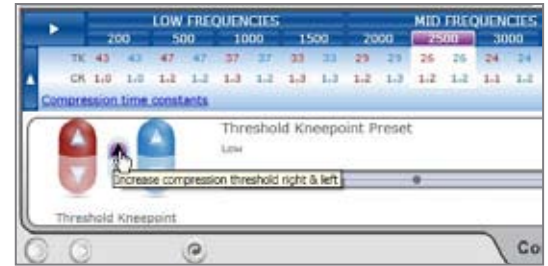 LOW FREQUENCIES MID FREQUENCIES
200 500 1000 1500 2000 2500 3000
TK 43 43 47 47 37 37 33 33 29 29 26 26 24 24
CR 1.0 1.0 1.2 1.2 1.3 1.2 1.3 1.3 1.2 1.2 1.2 1.2 1.1 1.2
Compression time constants
Threshold Kneepoint Preset
Low
Increase compression threshold right & left
Threshold Kneepoint
Co